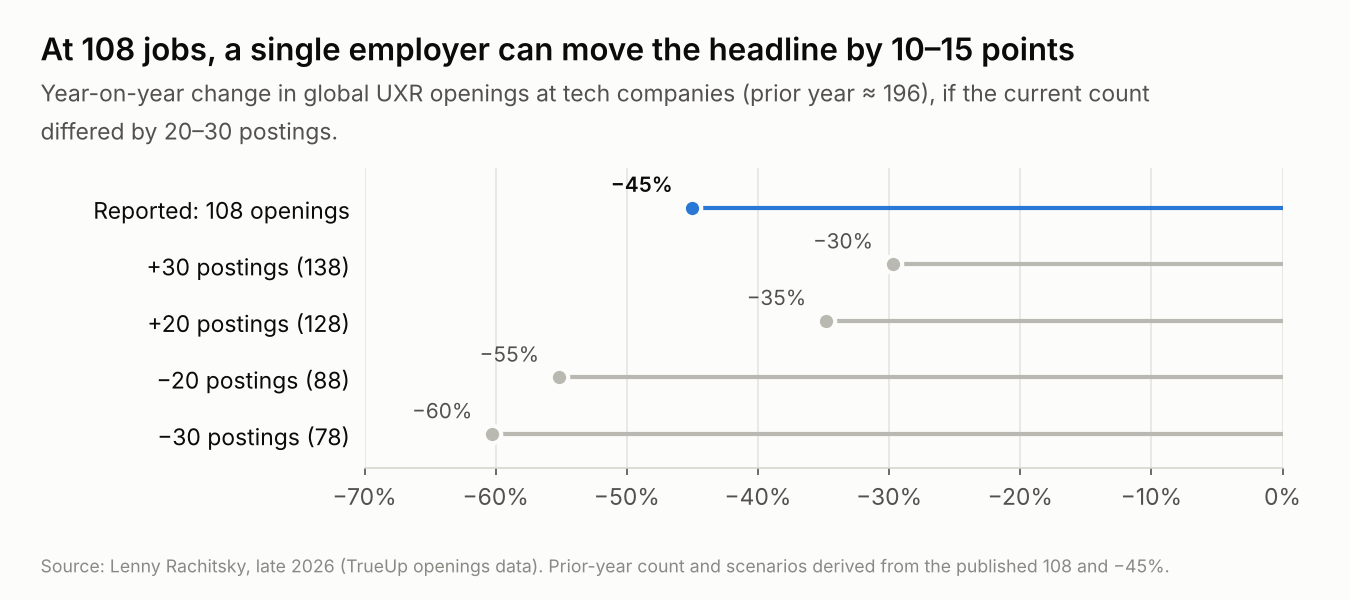 At 108 jobs, a single employer can move the headline by 10–15 points
Year-on-year change in global UXR openings at tech companies (prior year ≈ 196), if the current count
differed by 20–30 postings.
−45%
Reported: 108 openings
−30%
+30 postings (138)
−35%
+20 postings (128)
−55%
−20 postings (88)
−60%
−30 postings (78)
−70% −60% −50% −40% −30% −20% −10% 0%
Source: Lenny Rachitsky, late 2026 (TrueUp openings data). Prior-year count and scenarios derived from the published 108 and −45%.